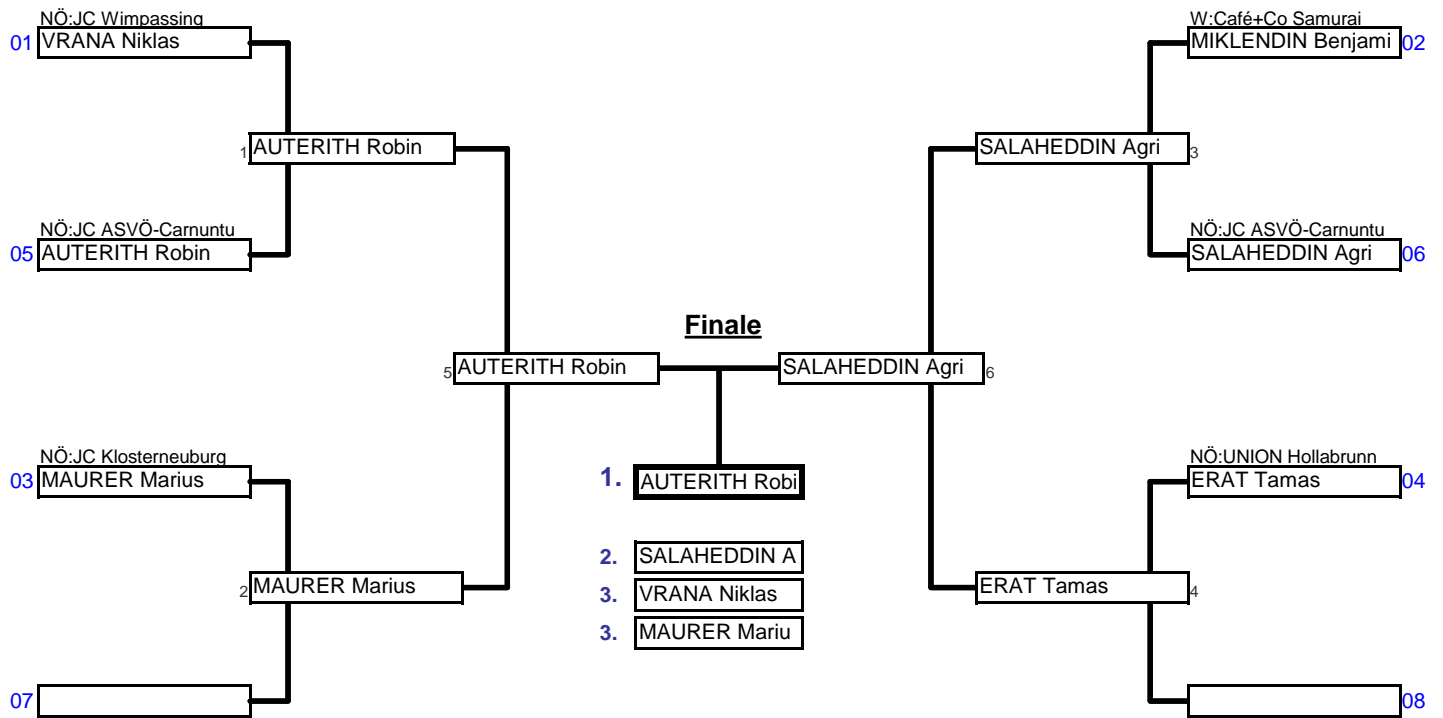 NÖ:JC Wimpassing
01 VRANA Niklas
W:Café+Co Samurai
MIKLENDIN Benjami 02
1 AUTERITH Robin
SALAHEDDIN Agri 3
NÖ:JC ASVÖ-Carnuntu
05 AUTERITH Robin
NÖ:JC ASVÖ-Carnuntu
SALAHEDDIN Agri 06
Finale
5 AUTERITH Robin
SALAHEDDIN Agri 6
NÖ:JC Klosterneuburg
03 MAURER Marius
NÖ:UNION Hollabrunn
ERAT Tamas 04
1. AUTERITH Robi
2. SALAHEDDIN A
3. VRANA Niklas
3. MAURER Mariu
2 MAURER Marius
ERAT Tamas 4
07
08